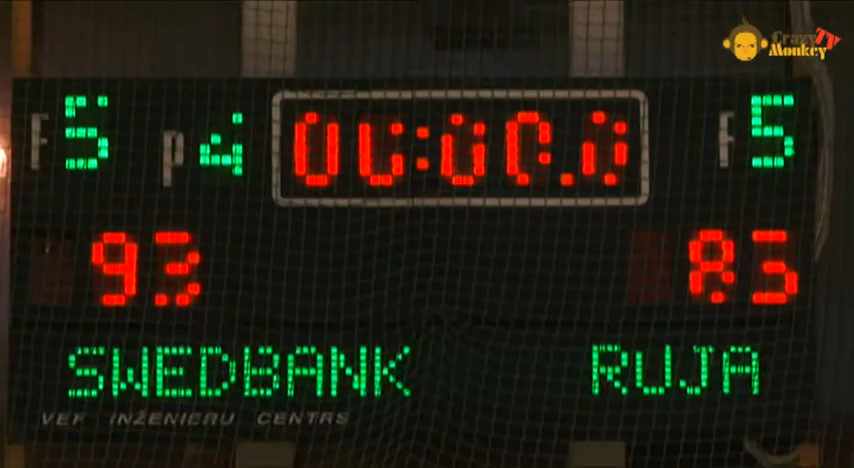 Crazy TV
Monkey
F 5 P 4 00:00.0 F 5
93 83
SWEDBANK RUJA
VEF INŽENIERU CENTRS